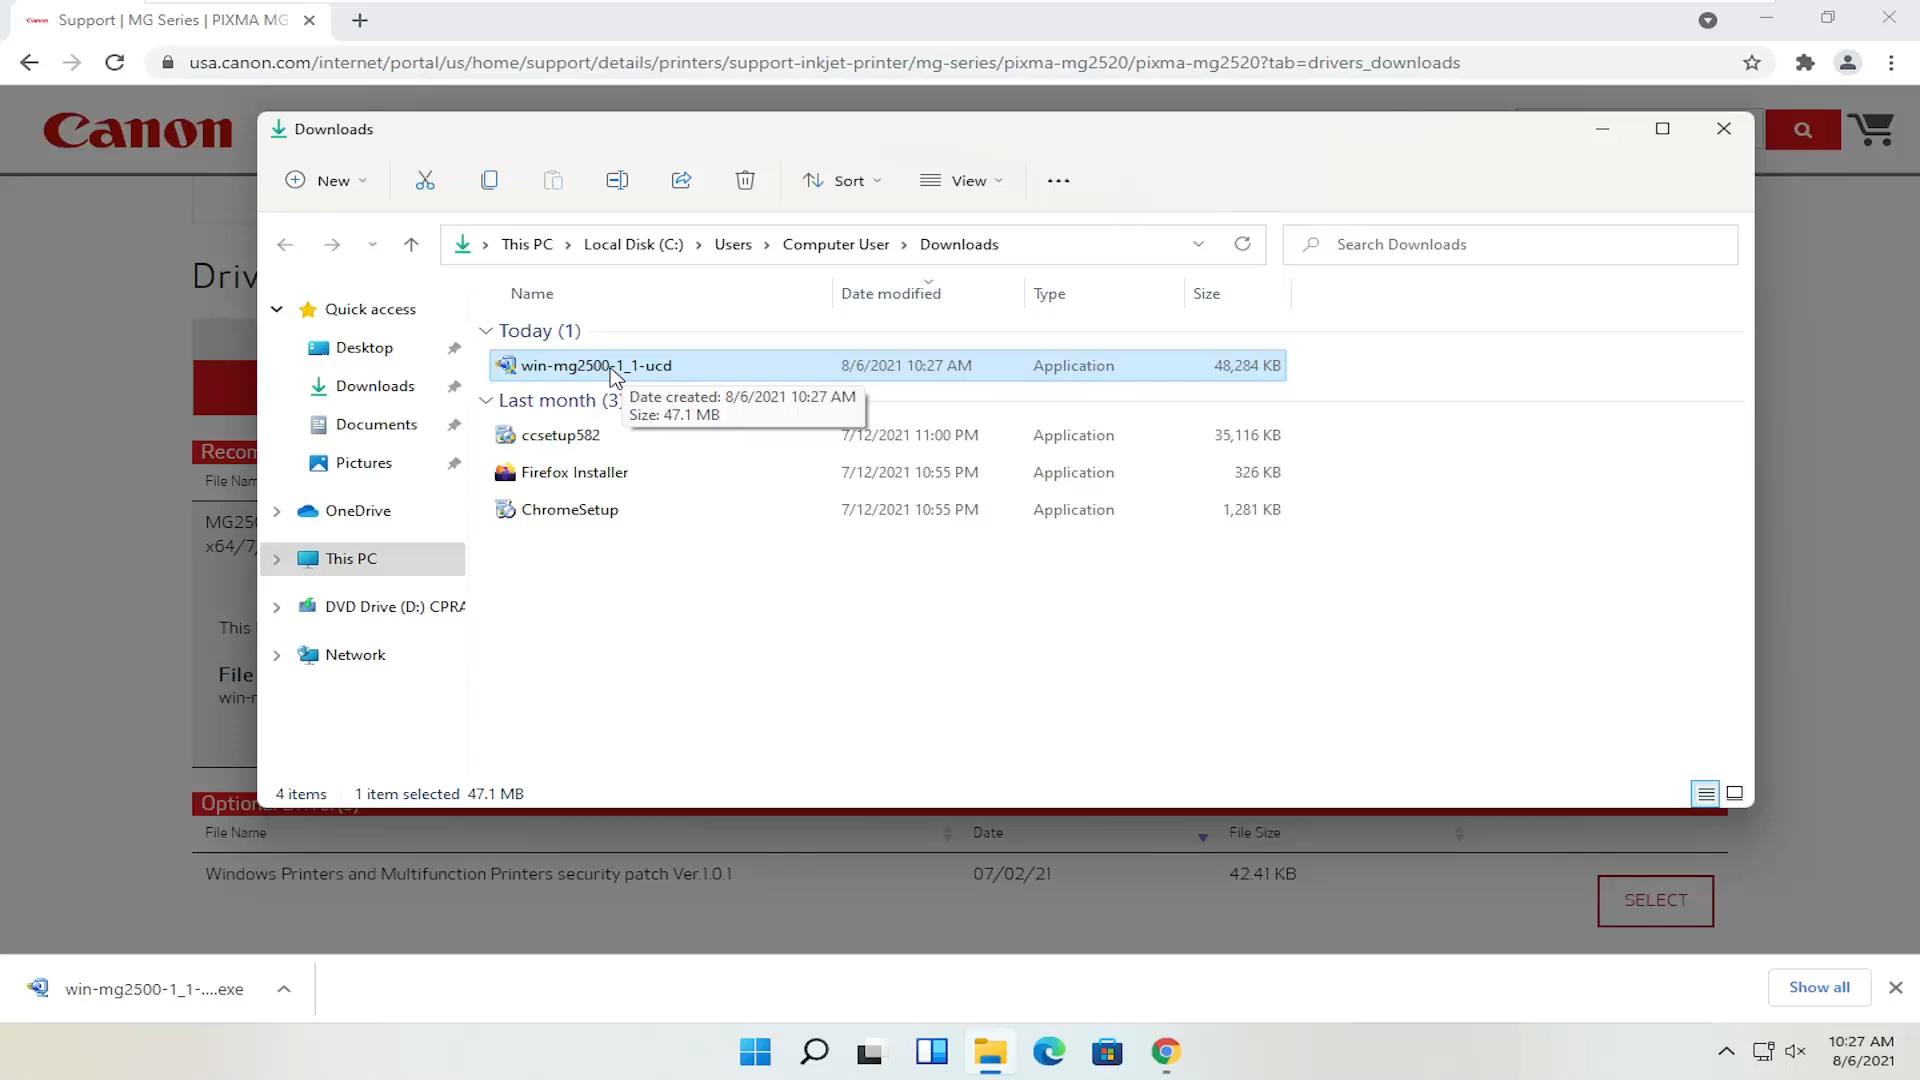 Canon Support | MG Series | PIXMA MG
usa.canon.com/internet/portal/us/home/support/details/printers/support-inkjet-printer/mg-series/pixma-mg2520/pixma-mg2520?tab=drivers_downloads
Canon
Downloads
New
Sort
View
This PC > Local Disk (C:) > Users > Computer User > Downloads
Search Downloads
Driv
Name Date modified Type Size
Quick access
Desktop
Downloads
Documents
Pictures
OneDrive
This PC
DVD Drive (D:) CPRA
Network
Today (1)
win-mg2500-1_1-ucd 8/6/2021 10:27 AM Application 48,284 KB
Last month (3)
Date created: 8/6/2021 10:27 AM
Size: 47.1 MB
ccsetup582 7/12/2021 11:00 PM Application 35,116 KB
Firefox Installer 7/12/2021 10:55 PM Application 326 KB
ChromeSetup 7/12/2021 10:55 PM Application 1,281 KB
Recom
File Nam
MG250
x64/7/
This
File
win-m
4 items 1 item selected 47.1 MB
File Name Date File Size
Windows Printers and Multifunction Printers security patch Ver.1.0.1 07/02/21 42.41 KB
SELECT
win-mg2500-1_1-....exe
Show all
10:27 AM
8/6/2021